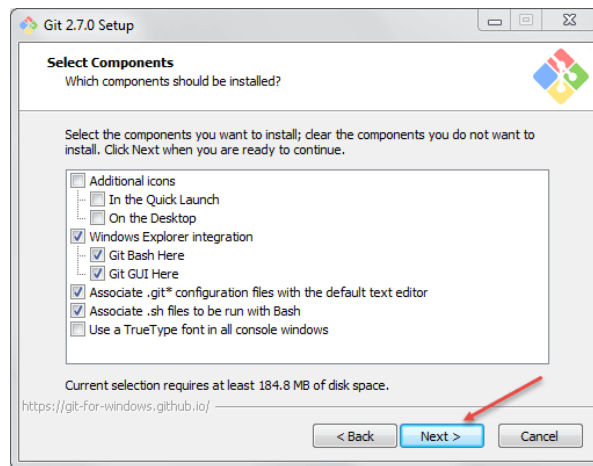 Git 2.7.0 Setup
Select Components
Which components should be installed?
Select the components you want to install; clear the components you do not want to
install. Click Next when you are ready to continue.
Additional icons
In the Quick Launch
On the Desktop
Windows Explorer integration
Git Bash Here
Git GUI Here
Associate .git* configuration files with the default text editor
Associate .sh files to be run with Bash
Use a TrueType font in all console windows
Current selection requires at least 184.8 MB of disk space.
https://git-for-windows.github.io/
< Back
Next >
Cancel